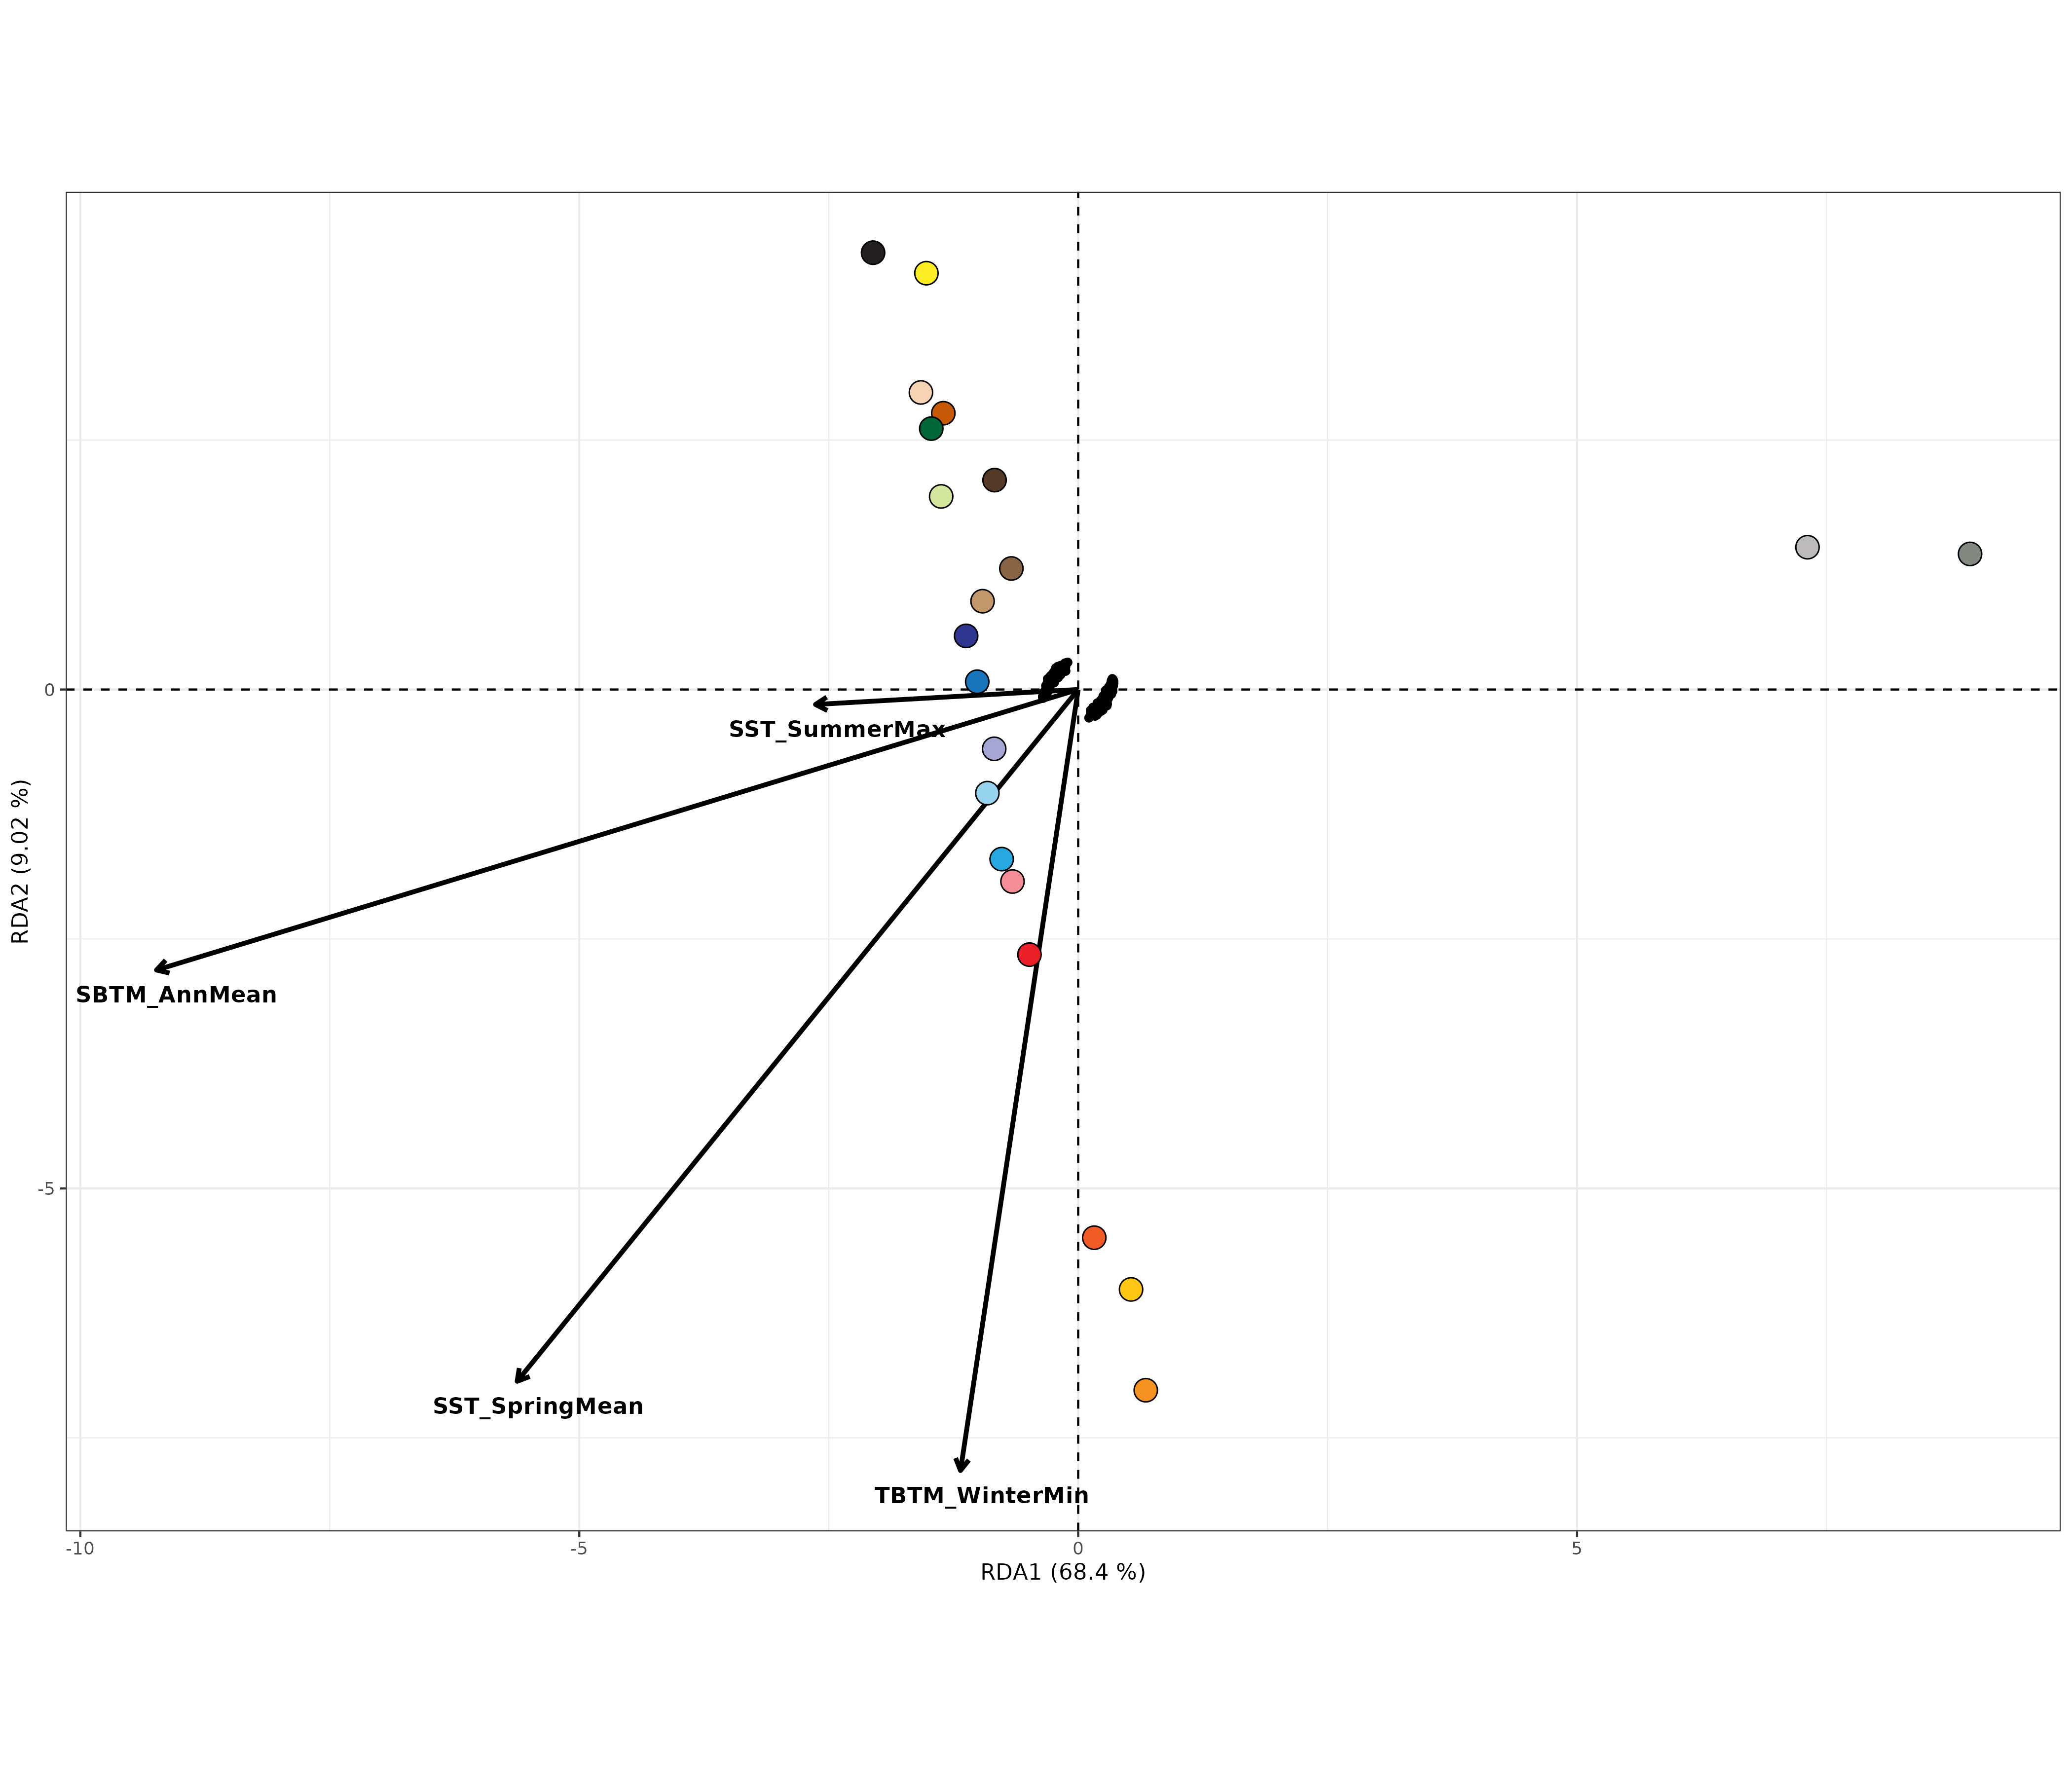 0
SST_SummerMax
RDA2 (9.02 %)
SBTM_AnnMean
-5
SST_SpringMean
TBTM_WinterMin
-10
-5
0
5
RDA1 (68.4 %)